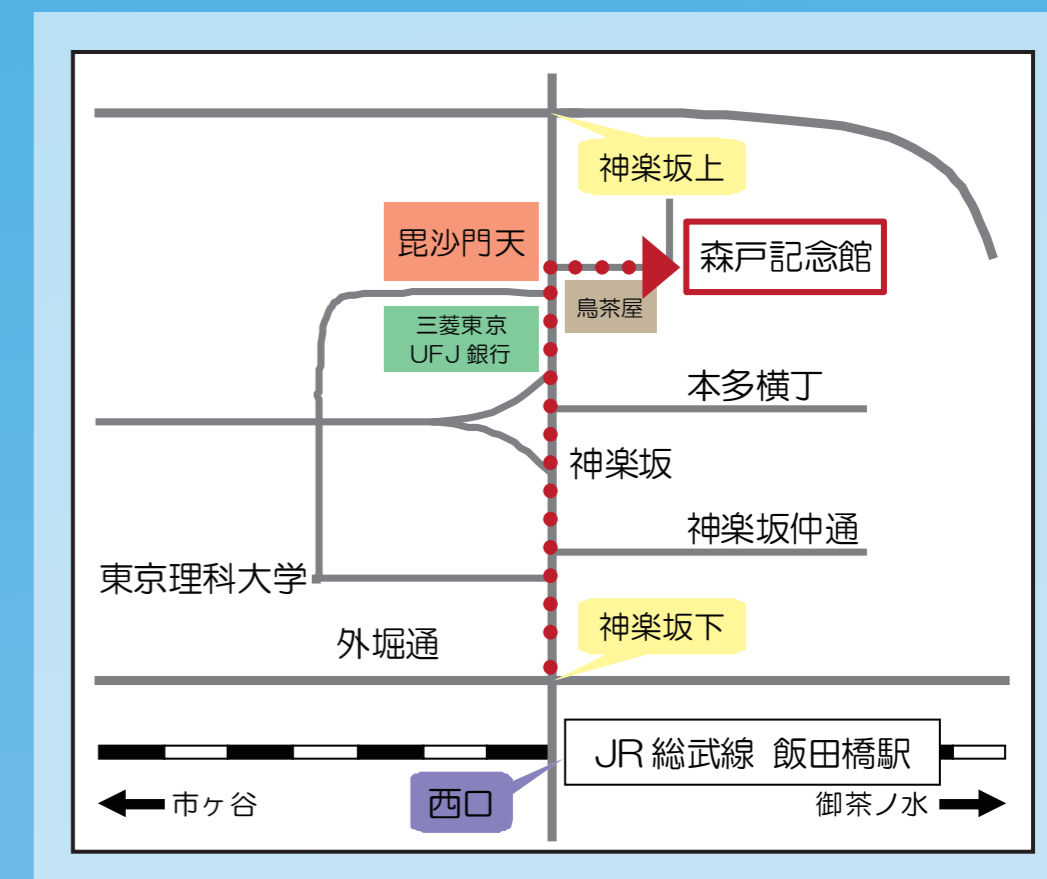 神楽坂上
毘沙門天
森戸記念館
鳥茶屋
三菱東京
UFJ 銀行
本多横丁
神楽坂
神楽坂仲通
東京理科大学
神楽坂下
外堀通
JR 総武線 飯田橋駅
西口
市ヶ谷
御茶ノ水